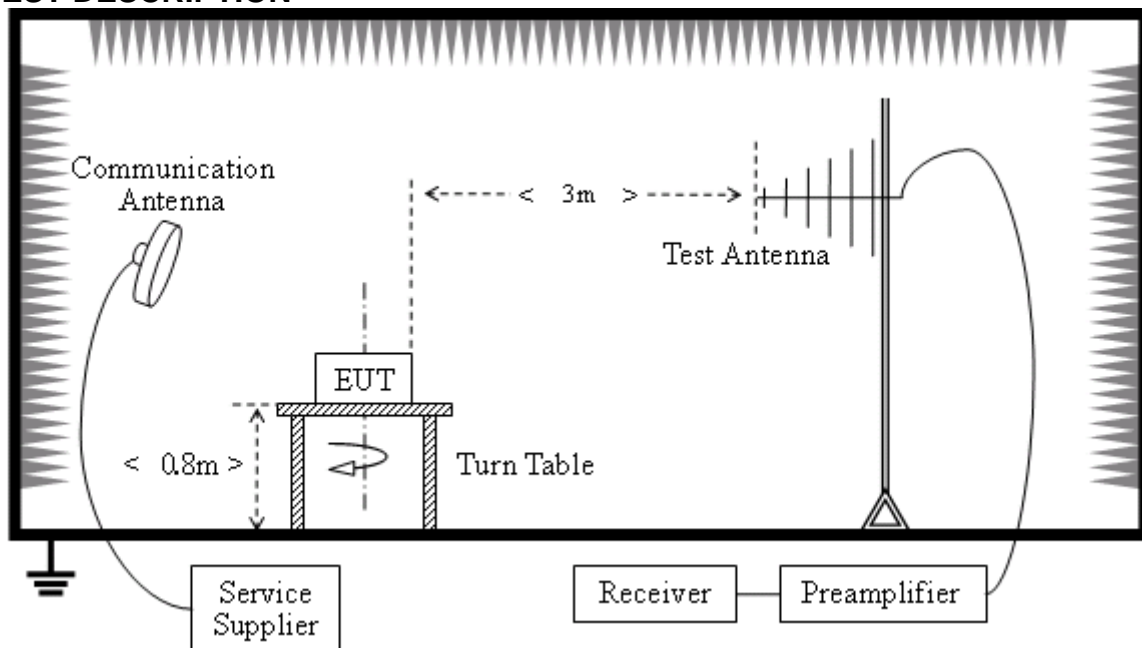 Communication
Antenna
< 3m >
Test Antenna
EUT
< 0.8m >
Turn Table
Service
Supplier
Receiver
Preamplifier